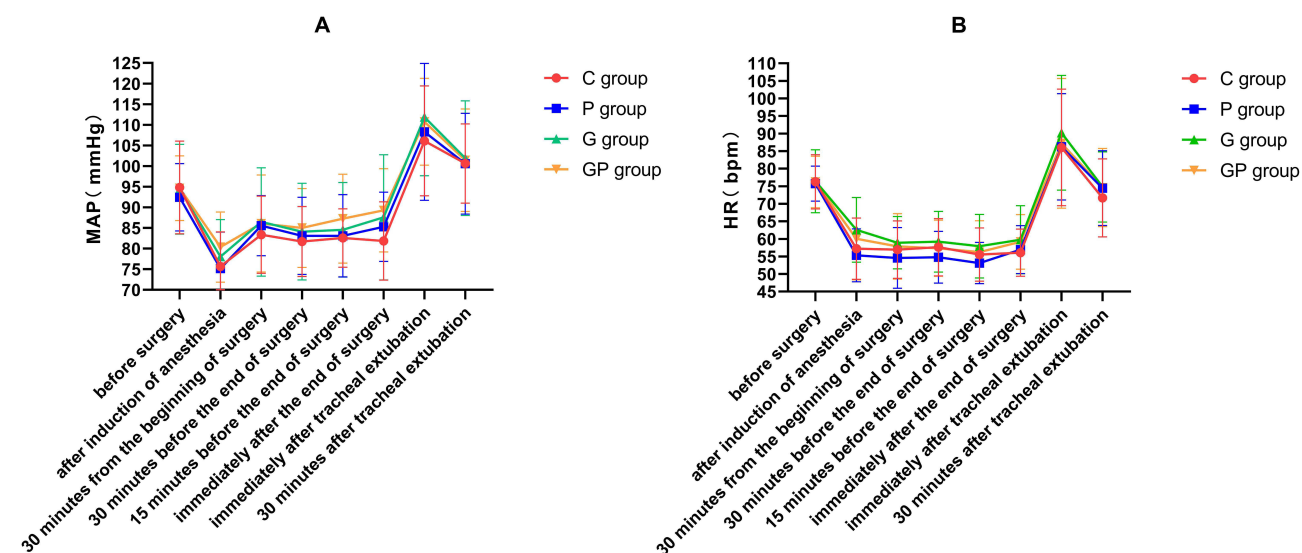 A
MAP( mmHg)
125
120
115
110
105
100
95
90
85
80
75
70
before surgery
after induction of anesthesia
30 minutes from the beginning of surgery
30 minutes before the end of surgery
15 minutes before the end of surgery
immediately after the end of surgery
immediately after tracheal extubation
30 minutes after tracheal extubation
C group
P group
G group
GP group
B
HR( bpm)
110
105
100
95
90
85
80
75
70
65
60
55
50
45
before surgery
after induction of anesthesia
30 minutes from the beginning of surgery
30 minutes before the end of surgery
15 minutes before the end of surgery
immediately after the end of surgery
immediately after tracheal extubation
30 minutes after tracheal extubation
C group
P group
G group
GP group